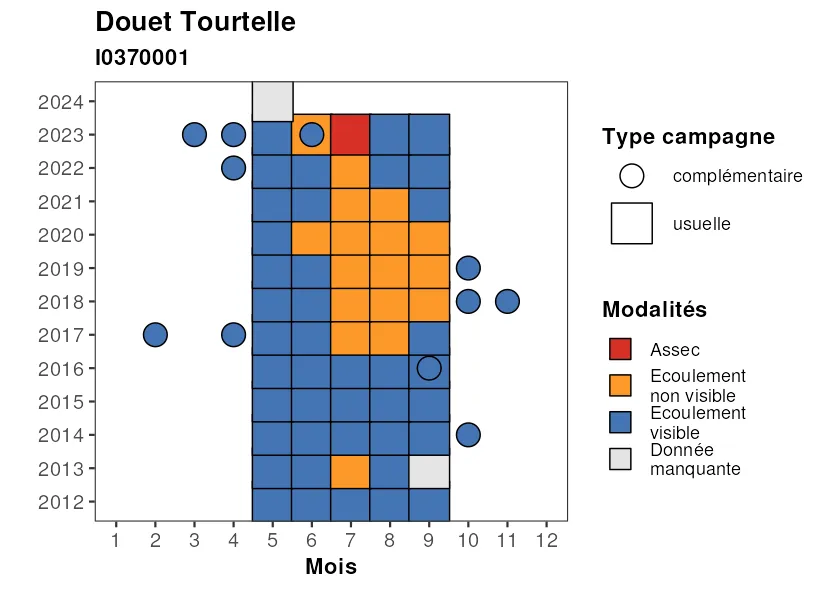 Douet Tourtelle
I0370001
2024
2023
2022
2021
2020
2019
2018
2017
2016
2015
2014
2013
2012
1 2 3 4 5 6 7 8 9 10 11 12
Mois
Type campagne
complémentaire
usuelle
Modalités
Assec
Ecoulement
non visible
Ecoulement
visible
Donnée
manquante